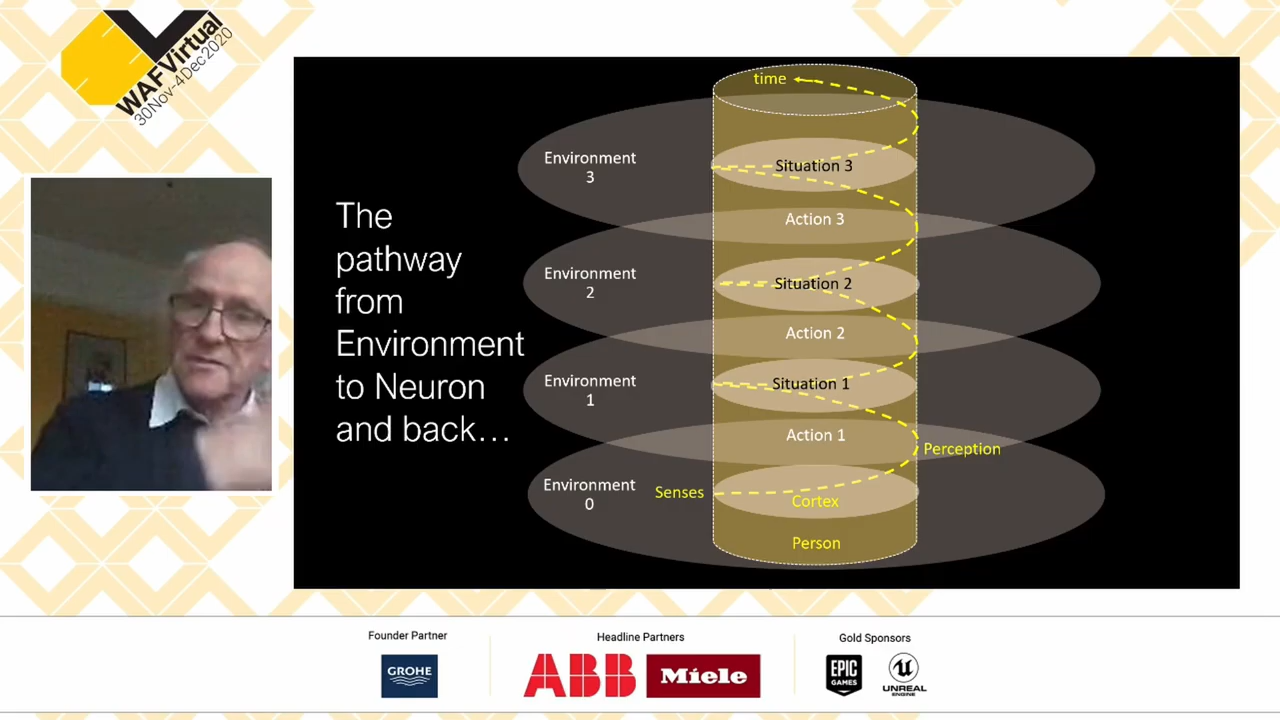 WAFVirtual
30Nov-4Dec2020
The
pathway
from
Environment
to Neuron
and back…
time
Environment
3
Situation 3
Action 3
Environment
2
Situation 2
Action 2
Environment
1
Situation 1
Action 1
Perception
Environment
0
Senses
Cortex
Person
Founder Partner
Headline Partners
Gold Sponsors
GROHE
ABB
Miele
EPIC
GAMES
UNREAL
ENGINE